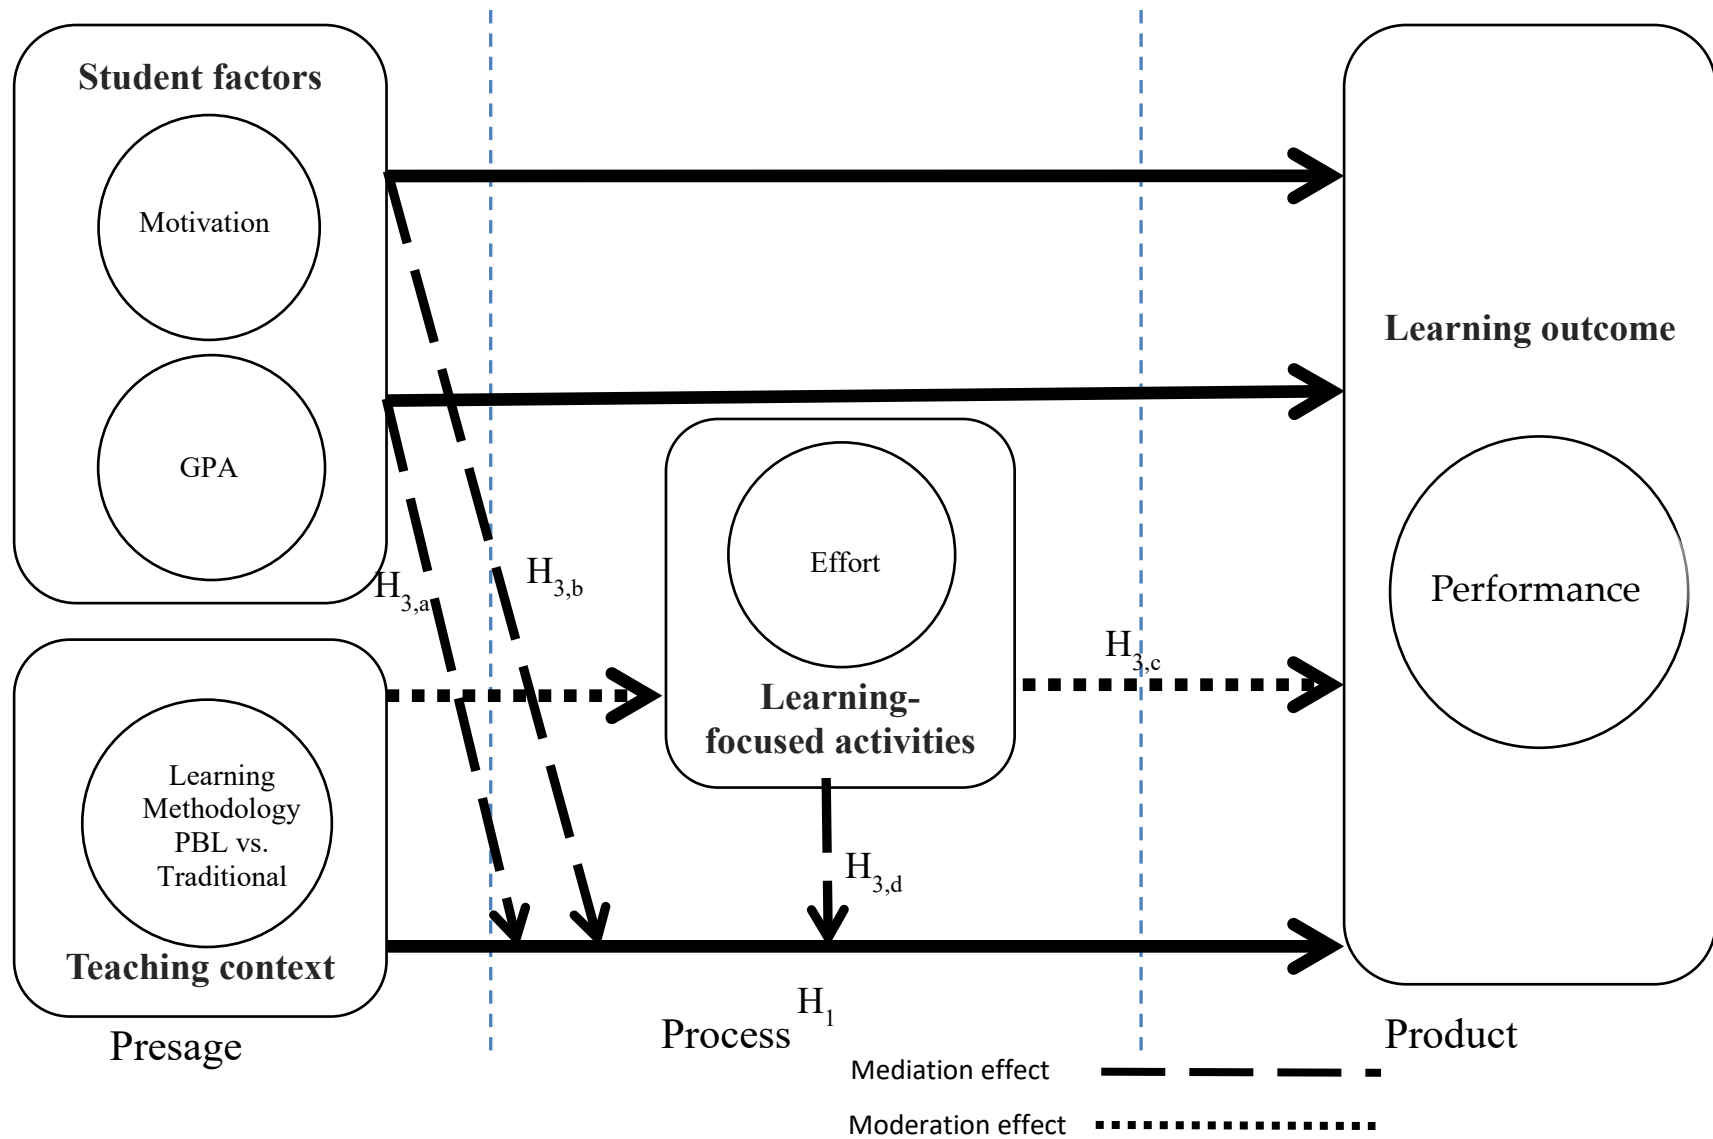 Student factors
Motivation
GPA
H3,a
H3,b
Learning outcome
Effort
Performance
H3,c
Learning-
focused activities
Learning
Methodology
PBL vs.
Traditional
H3,d
Teaching context
H1
Presage
Process
Product
Mediation effect
Moderation effect